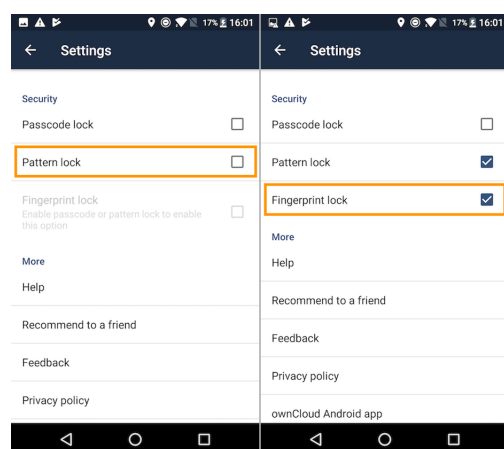 17% 16:01
Settings
Security
Passcode lock
Pattern lock
Fingerprint lock
Enable passcode or pattern lock to enable
this option
More
Help
Recommend to a friend
Feedback
Privacy policy
17% 16:01
Settings
Security
Passcode lock
Pattern lock
Fingerprint lock
More
Help
Recommend to a friend
Feedback
Privacy policy
ownCloud Android app